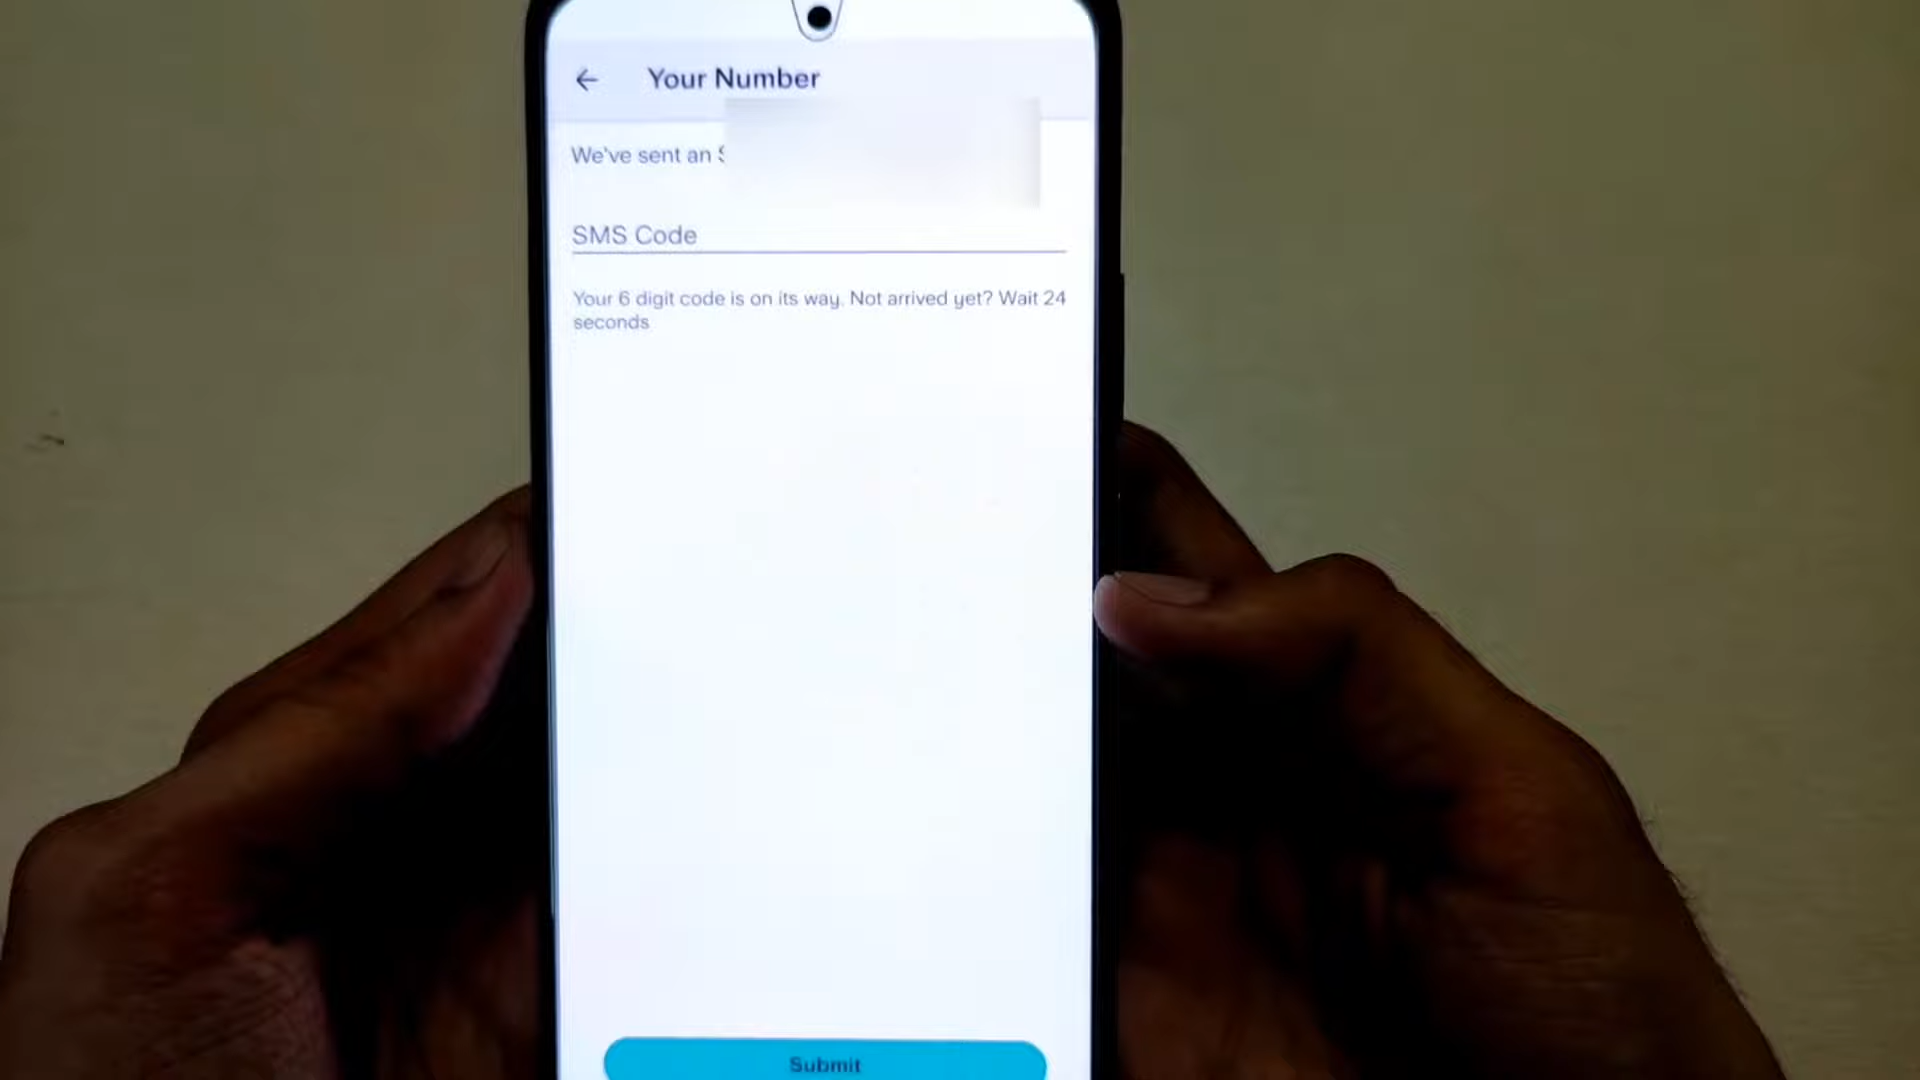 Your Number
We've sent an
SMS Code
Your 6 digit code is on its way. Not arrived yet? Wait 24
seconds
Submit